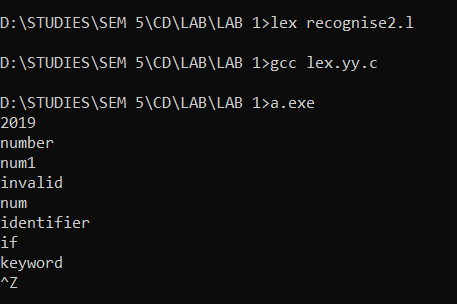 D:\STUDIES\SEM 5\CD\LAB\LAB 1>lex recognise2.l
D:\STUDIES\SEM 5\CD\LAB\LAB 1>gcc lex.yy.c
D:\STUDIES\SEM 5\CD\LAB\LAB 1>a.exe
2019
number
num1
invalid
num
identifier
if
keyword
^Z